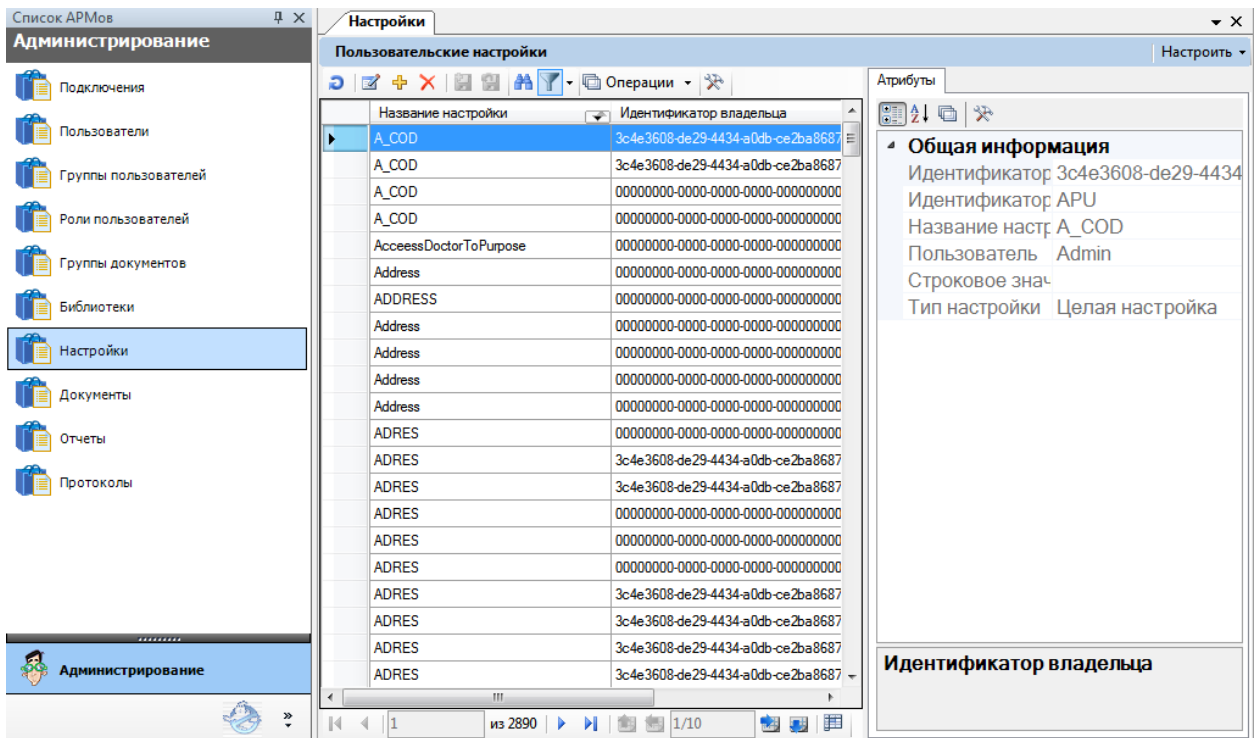 Список АРМов
Администрирование
Подключения
Пользователи
Группы пользователей
Роли пользователей
Группы документов
Библиотеки
Настройки
Документы
Отчеты
Протоколы
Администрирование
Настройки
Пользовательские настройки
Настроить
Операции
Название настройки Идентификатор владельца
A_COD 3c4e3608-de29-4434-a0db-ce2ba8687
A_COD 3c4e3608-de29-4434-a0db-ce2ba8687
A_COD 00000000-0000-0000-0000-000000000
A_COD 00000000-0000-0000-0000-000000000
AcceessDoctorToPurpose 00000000-0000-0000-0000-000000000
Address 00000000-0000-0000-0000-000000000
ADDRESS 00000000-0000-0000-0000-000000000
Address 00000000-0000-0000-0000-000000000
Address 00000000-0000-0000-0000-000000000
Address 00000000-0000-0000-0000-000000000
Address 00000000-0000-0000-0000-000000000
ADRES 00000000-0000-0000-0000-000000000
ADRES 3c4e3608-de29-4434-a0db-ce2ba8687
ADRES 3c4e3608-de29-4434-a0db-ce2ba8687
ADRES 00000000-0000-0000-0000-000000000
ADRES 00000000-0000-0000-0000-000000000
ADRES 00000000-0000-0000-0000-000000000
ADRES 3c4e3608-de29-4434-a0db-ce2ba8687
ADRES 3c4e3608-de29-4434-a0db-ce2ba8687
ADRES 3c4e3608-de29-4434-a0db-ce2ba8687
ADRES 3c4e3608-de29-4434-a0db-ce2ba8687
1 из 2890 1/10
Атрибуты
Общая информация
Идентификатор 3c4e3608-de29-4434
Идентификатор APU
Название настр A_COD
Пользователь Admin
Строковое знач
Тип настройки Целая настройка
Идентификатор владельца